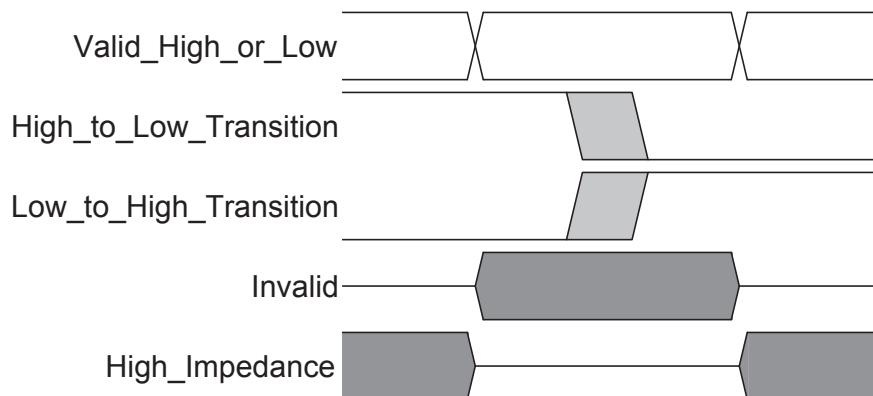 Valid_High_or_Low
High_to_Low_Transition
Low_to_High_Transition
Invalid
High_Impedance